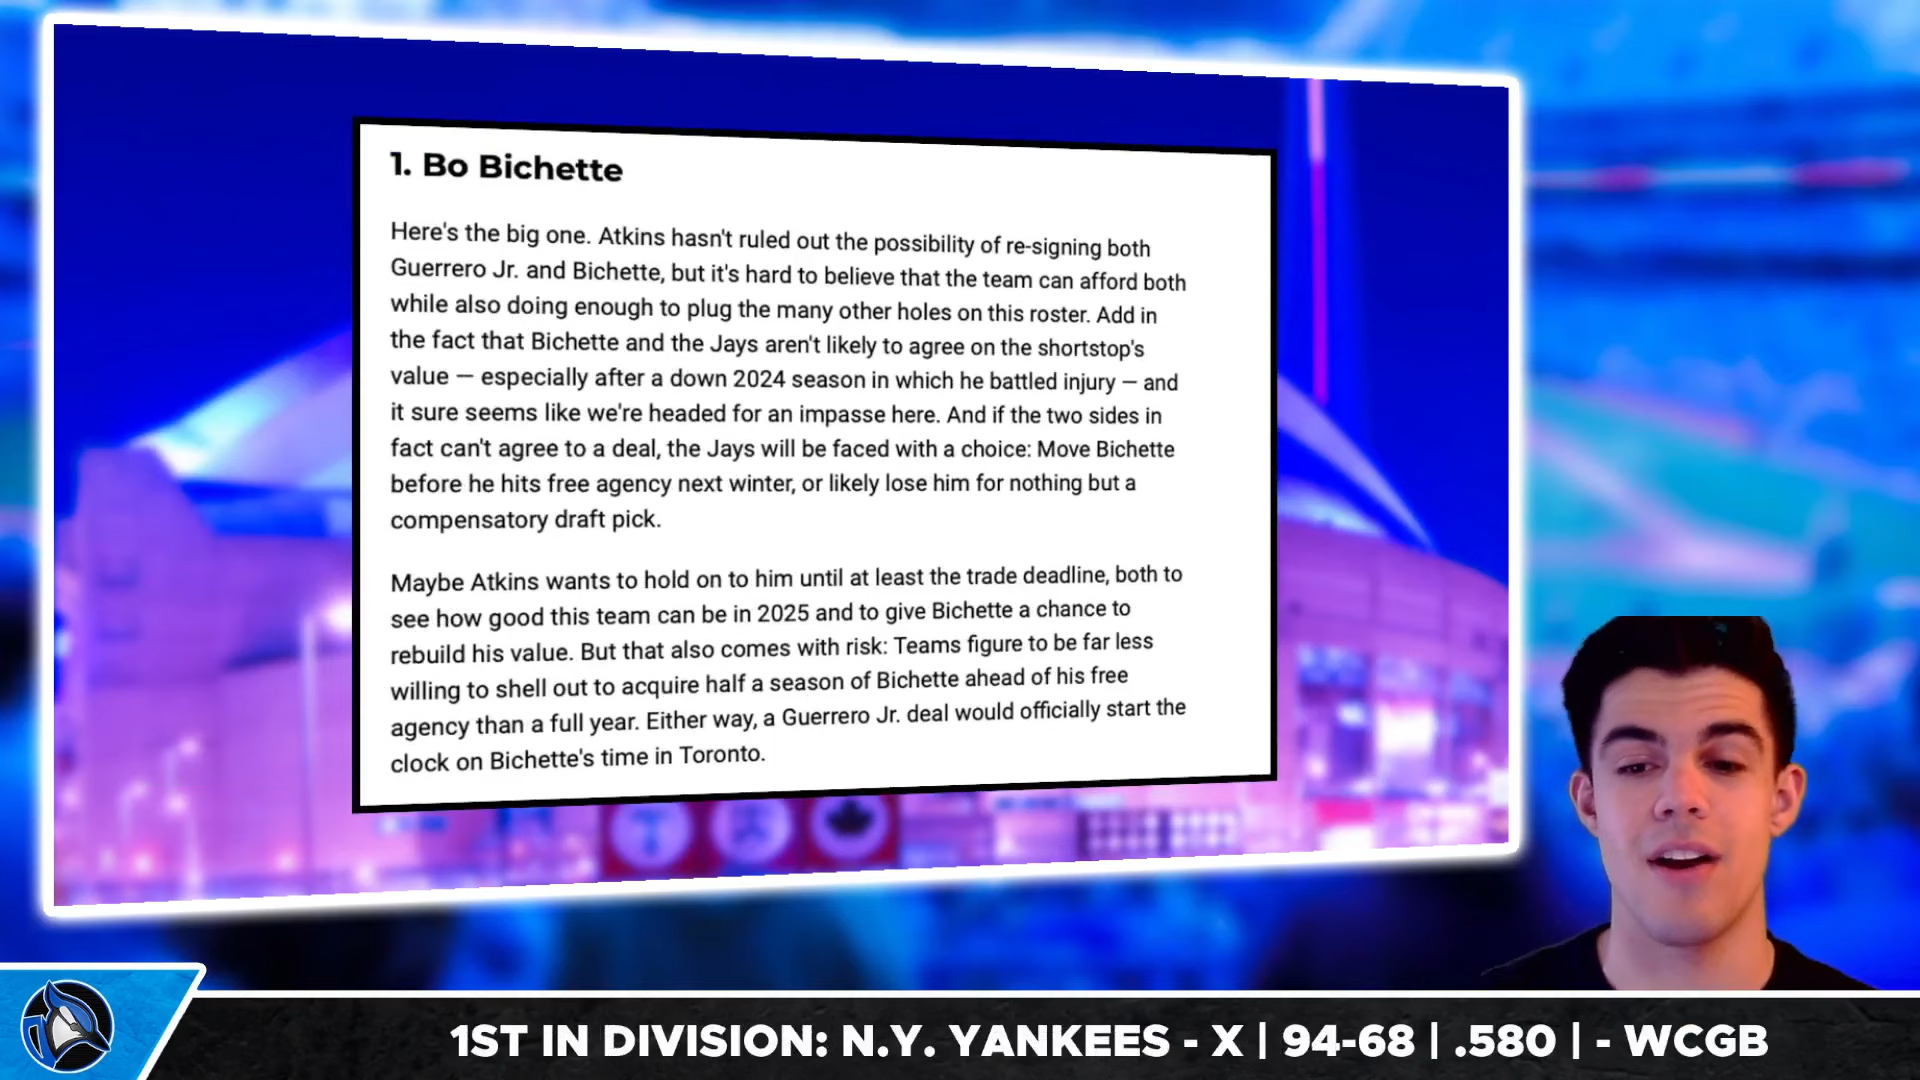 1. Bo Bichette
Here's the big one. Atkins hasn't ruled out the possibility of re-signing both
Guerrero Jr. and Bichette, but it's hard to believe that the team can afford both
while also doing enough to plug the many other holes on this roster. Add in
the fact that Bichette and the Jays aren't likely to agree on the shortstop's
value — especially after a down 2024 season in which he battled injury — and
it sure seems like we're headed for an impasse here. And if the two sides in
fact can't agree to a deal, the Jays will be faced with a choice: Move Bichette
before he hits free agency next winter, or likely lose him for nothing but a
compensatory draft pick.
Maybe Atkins wants to hold on to him until at least the trade deadline, both to
see how good this team can be in 2025 and to give Bichette a chance to
rebuild his value. But that also comes with risk: Teams figure to be far less
willing to shell out to acquire half a season of Bichette ahead of his free
agency than a full year. Either way, a Guerrero Jr. deal would officially start the
clock on Bichette's time in Toronto.
1ST IN DIVISION: N.Y. YANKEES - X | 94-68 | .580 | - WCGB